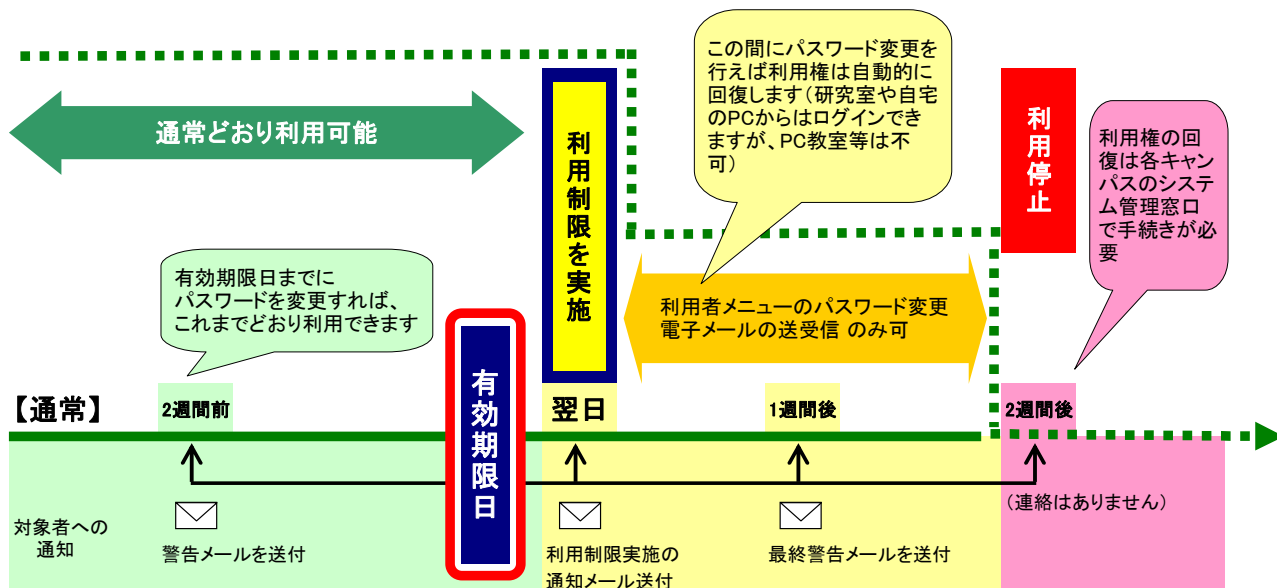 この間にパスワード変更を
行えば利用権は自動的に
回復します(研究室や自宅
のPCからはログインでき
ますが、PC教室等は不
可)
通常どおり利用可能
利用制限を実施
利用停止
利用権の回
復は各キャン
パスのシステ
ム管理窓口
で手続きが必
要
有効期限日までに
パスワードを変更すれば、
これまでどおり利用できます
利用者メニューのパスワード変更
電子メールの送受信 のみ可
有効期限日
【通常】
2週間前
翌日
1週間後
2週間後
対象者への
通知
警告メールを送付
利用制限実施の
通知メール送付
最終警告メールを送付
(連絡はありません)